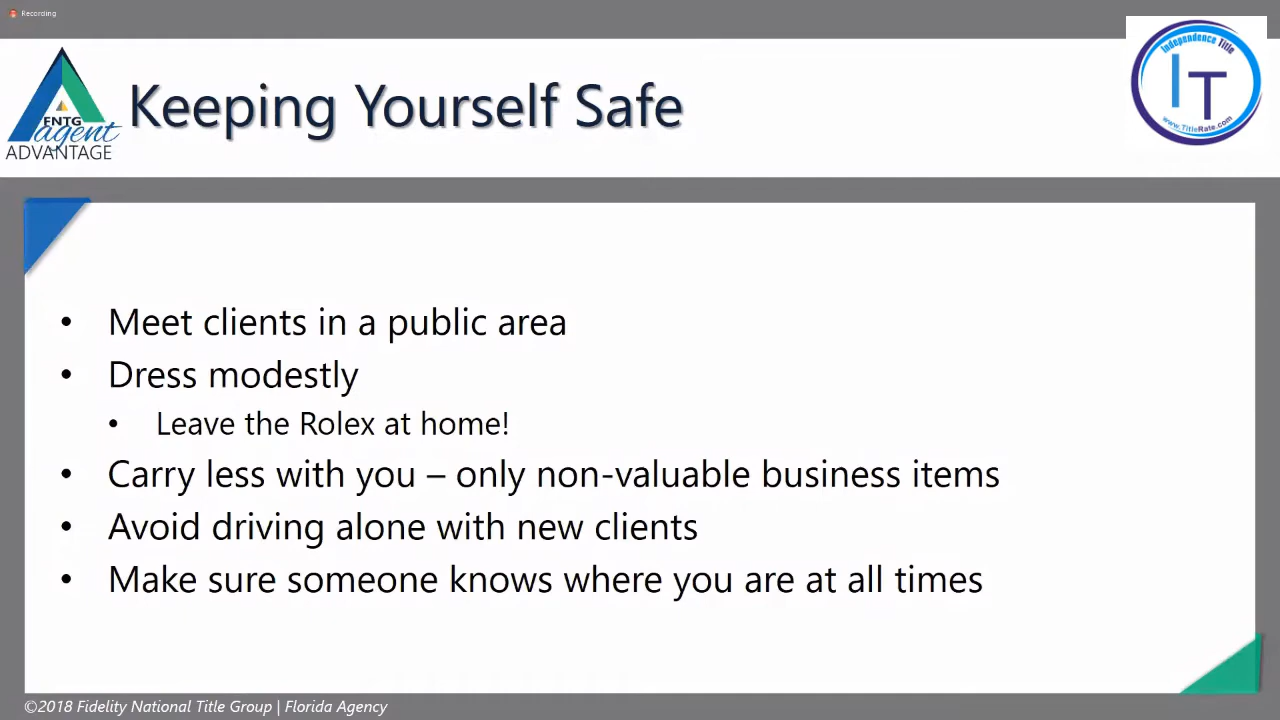 Recording
Independence Title
IT
www.TitleRate.com
FNTG
agent
ADVANTAGE
Keeping Yourself Safe
• Meet clients in a public area
• Dress modestly
• Leave the Rolex at home!
• Carry less with you – only non-valuable business items
• Avoid driving alone with new clients
• Make sure someone knows where you are at all times
©2018 Fidelity National Title Group | Florida Agency